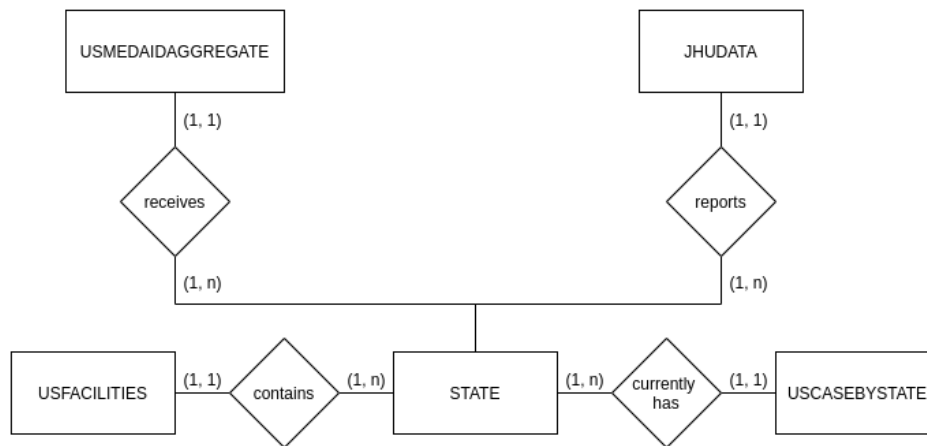 USMEDAIDAGGREGATE
JHUDATA
(1, 1)
(1, 1)
receives
reports
(1, n)
(1, n)
USFACILITIES
(1, 1)
contains
(1, n)
STATE
(1, n)
currently
has
(1, 1)
USCASEBYSTATE